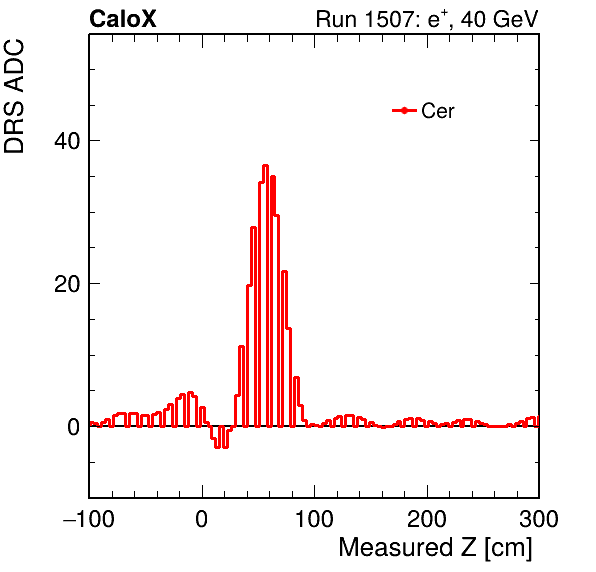 CaloX Run 1507: e⁺, 40 GeV
DRS ADC
Cer
40
20
0
−100 0 100 200 300
Measured Z [cm]